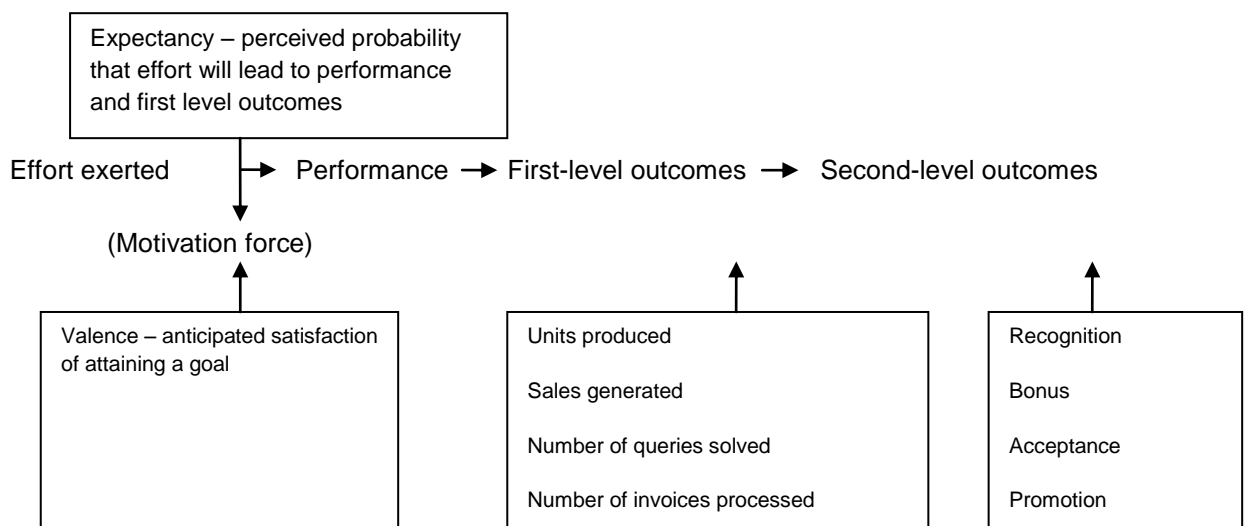 Expectancy – perceived probability
that effort will lead to performance
and first level outcomes
Effort exerted
Performance
First-level outcomes
Second-level outcomes
(Motivation force)
Valence – anticipated satisfaction
of attaining a goal
Units produced
Sales generated
Number of queries solved
Number of invoices processed
Recognition
Bonus
Acceptance
Promotion